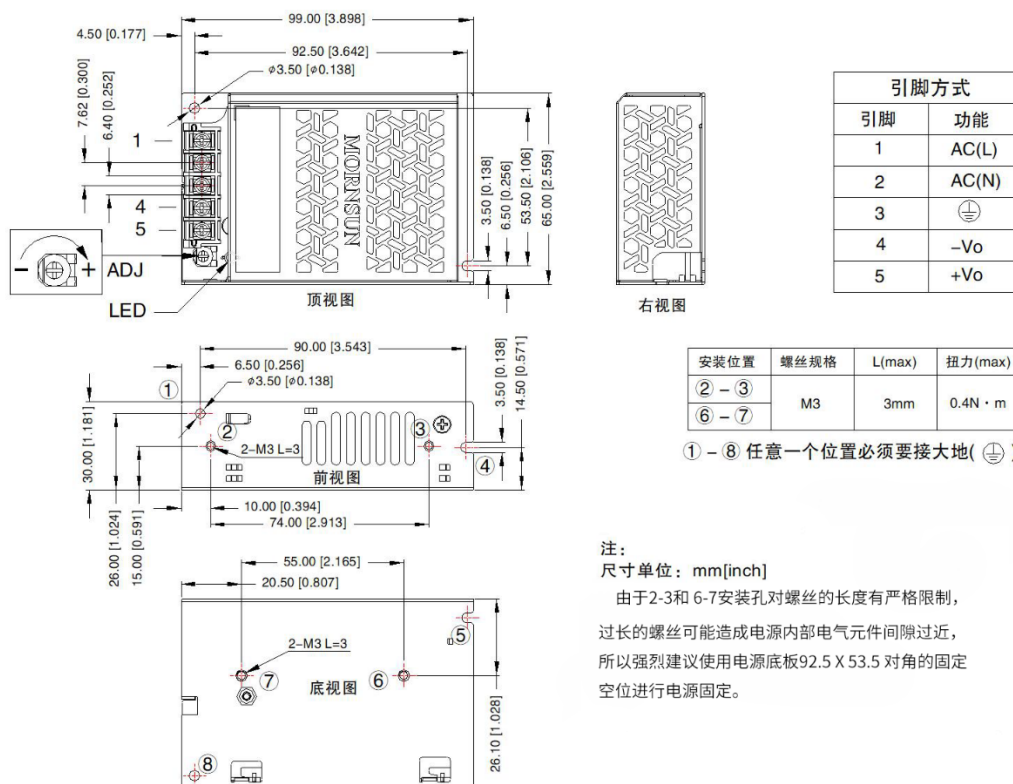 99.00 [3.898]
4.50 [0.177]
92.50 [3.642]
φ3.50 [φ0.138]
7.62 [0.300]
6.40 [0.252]
1
4
5
ADJ
- +
LED
MORNSUN
3.50 [0.138]
6.50 [0.256]
53.50 [2.106]
65.00 [2.559]
顶视图
右视图
引脚方式
引脚 功能
1 AC(L)
2 AC(N)
3 ⏚
4 -Vo
5 +Vo
90.00 [3.543]
6.50 [0.256]
φ3.50 [φ0.138]
①
②
③
④
2-M3 L=3
前视图
3.50 [0.138]
14.50 [0.571]
30.00 [1.181]
26.00 [1.024]
15.00 [0.591]
10.00 [0.394]
74.00 [2.913]
安装位置 螺丝规格 L(max) 扭力(max)
②-③ M3 3mm 0.4N·m
⑥-⑦
①-⑧ 任意一个位置必须要接大地( ⏚ )
55.00 [2.165]
20.50 [0.807]
2-M3 L=3
⑤
⑦
底视图
⑥
⑧
26.10 [1.028]
注:
尺寸单位: mm[inch]
由于2-3和 6-7安装孔对螺丝的长度有严格限制，
过长的螺丝可能造成电源内部电气元件间隙过近，
所以强烈建议使用电源底板92.5 X 53.5 对角的固定
空位进行电源固定。